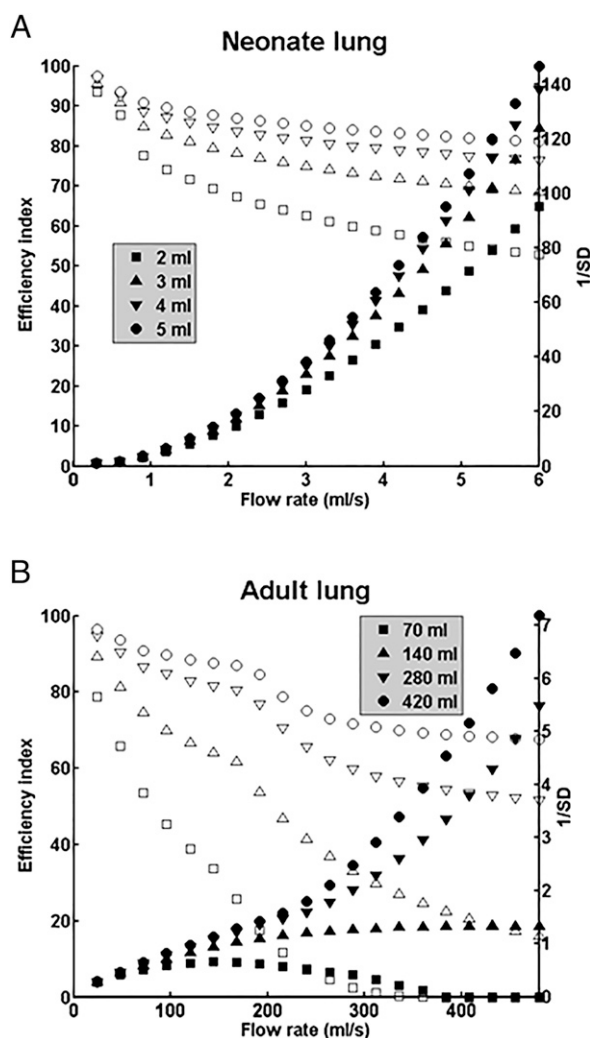 A
Neonate lung
100
90
80
70
60
50
40
30
20
10
0
Efficiency index
2 ml
3 ml
4 ml
5 ml
140
120
100
80
60
40
20
0
1/SD
1 2 3 4 5 6
Flow rate (ml/s)
B
Adult lung
100
80
60
40
20
0
Efficiency index
70 ml
140 ml
280 ml
420 ml
7
6
5
4
3
2
1
0
1/SD
100 200 300 400
Flow rate (ml/s)